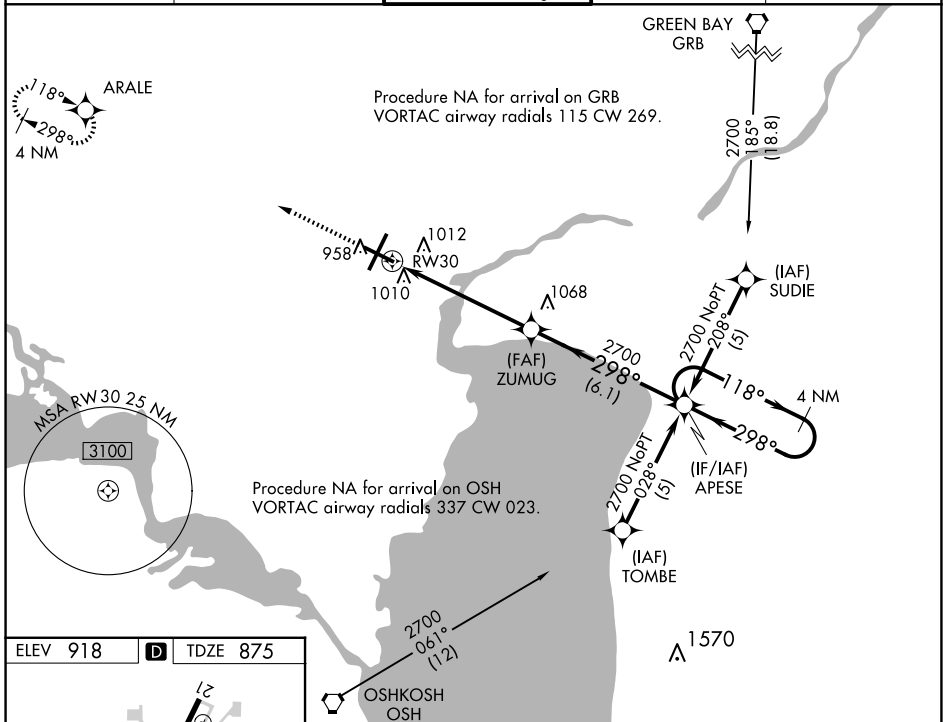 GREEN BAY
GRB
ARALE
118°
298°
4 NM
Procedure NA for arrival on GRB
VORTAC airway radials 115 CW 269.
2700
185°
(18.8)
1012
958
RW30
1010
(IAF)
SUDIE
1068
2700 NoPT
208°
(5)
(FAF)
ZUMUG
2700
298°
(6.1)
118°
4 NM
298°
MSA RW30 25 NM
3100
(IF/IAF)
APESE
2700 NoPT
028°
(5)
Procedure NA for arrival on OSH
VORTAC airway radials 337 CW 023.
(IAF)
TOMBE
2700
061°
(12)
1570
ELEV 918
D
TDZE 875
21
OSHKOSH
OSH